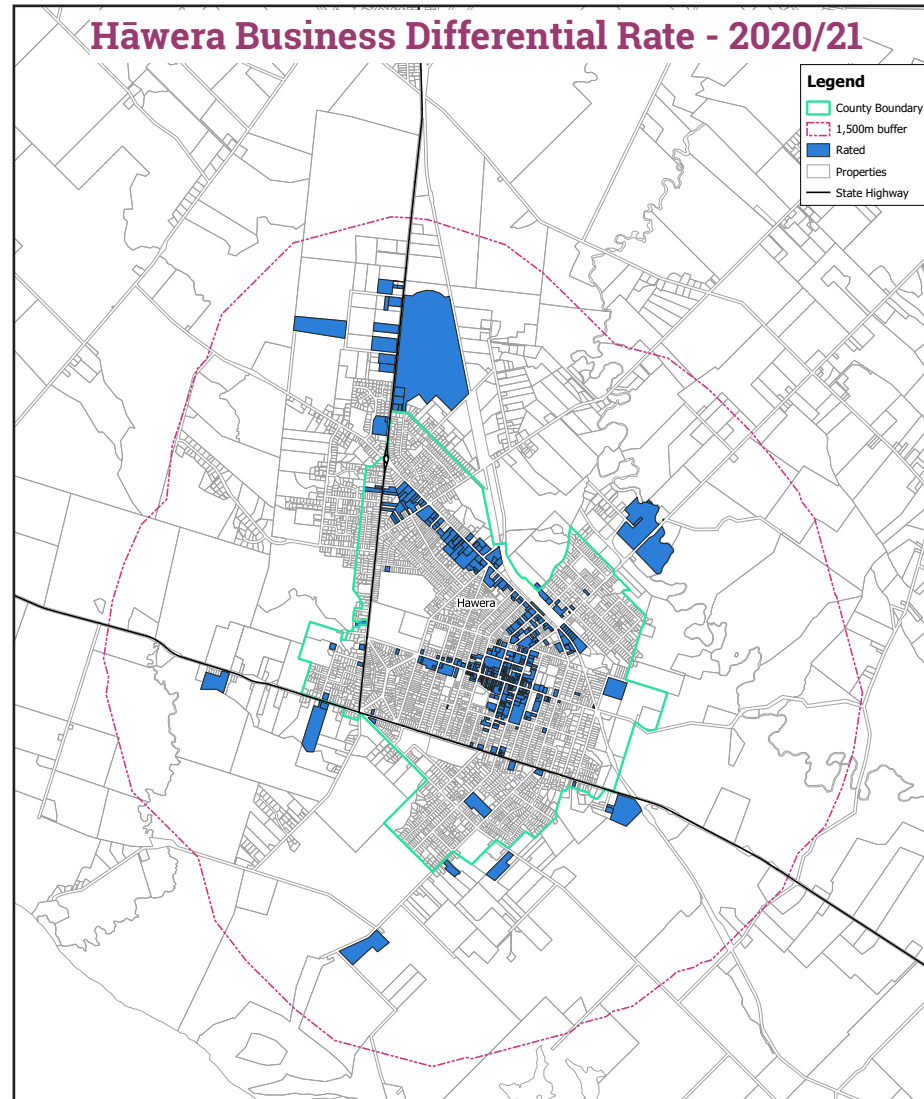 Hāwera Business Differential Rate - 2020/21
Legend
County Boundary
1,500m buffer
Rated
Properties
State Highway
Hawera